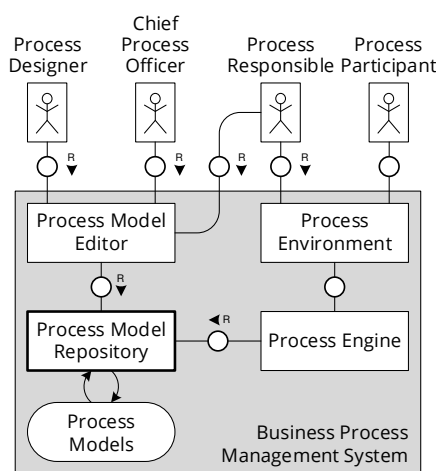 Process
Designer
Chief
Process
Officer
Process
Responsible
Process
Participant
R
R
R
R
Process Model
Editor
Process
Environment
R
Process Model
Repository
R
Process Engine
Process
Models
Business Process
Management System